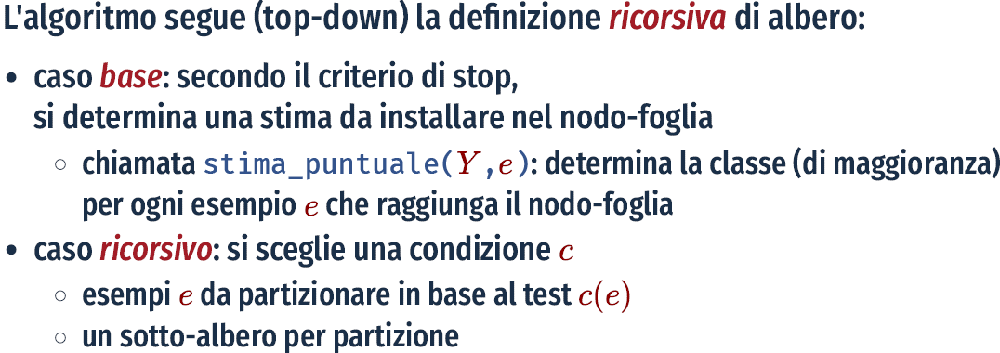 L'algoritmo segue (top-down) la definizione ricorsiva di albero:
• caso base: secondo il criterio di stop,
si determina una stima da installare nel nodo-foglia
○ chiamata stima_puntuale(Y,e): determina la classe (di maggioranza)
per ogni esempio e che raggiunga il nodo-foglia
• caso ricorsivo: si sceglie una condizione c
○ esempi e da partizionare in base al test c(e)
○ un sotto-albero per partizione